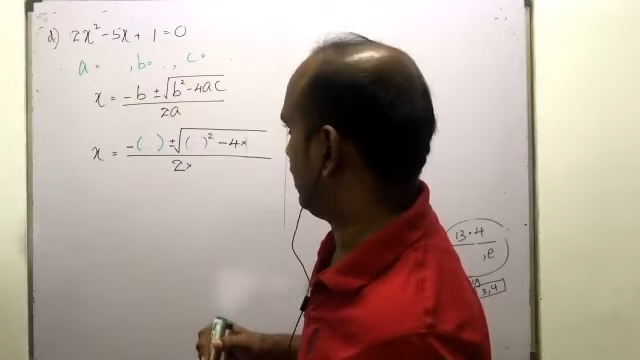 d) 2x² - 5x + 1 = 0
a = , b = , c =
x = -b ± √b² - 4ac
2a
x = -( ) ± √( )² - 4×
2×
13.4
, e
3,4